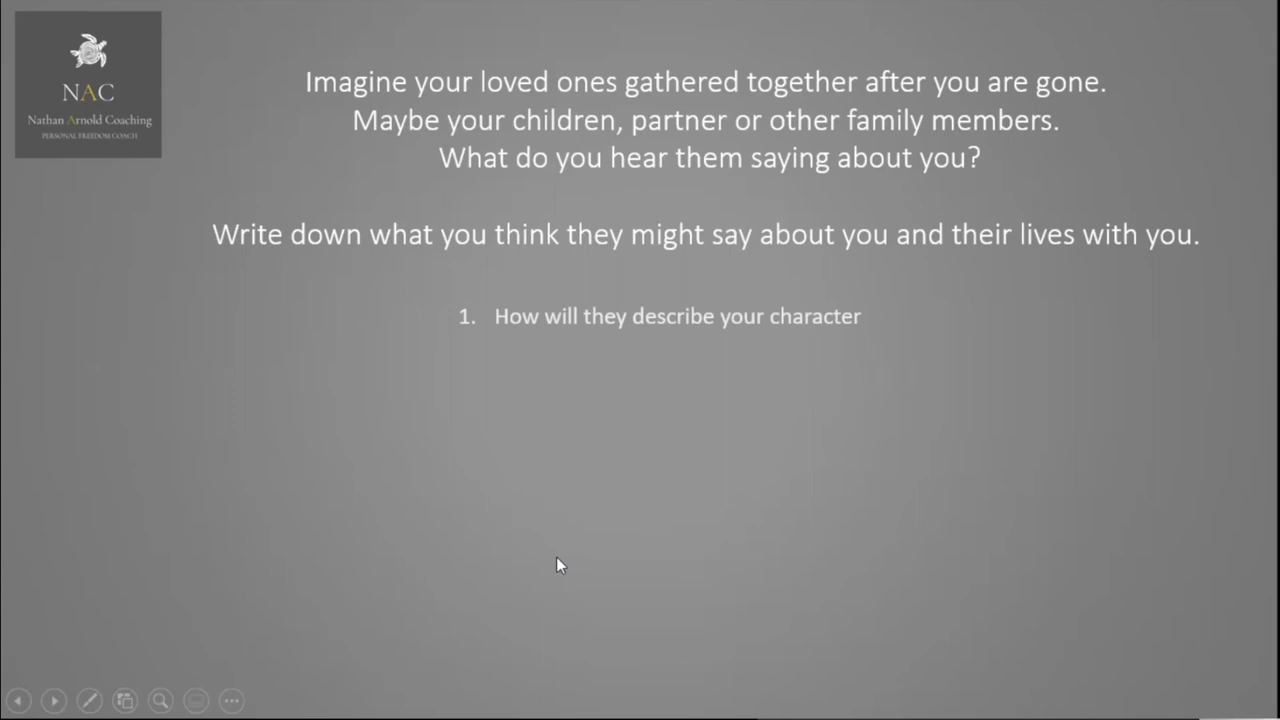 NAC
Nathan Arnold Coaching
PERSONAL FREEDOM COACH
Imagine your loved ones gathered together after you are gone.
Maybe your children, partner or other family members.
What do you hear them saying about you?
Write down what you think they might say about you and their lives with you.
1. How will they describe your character